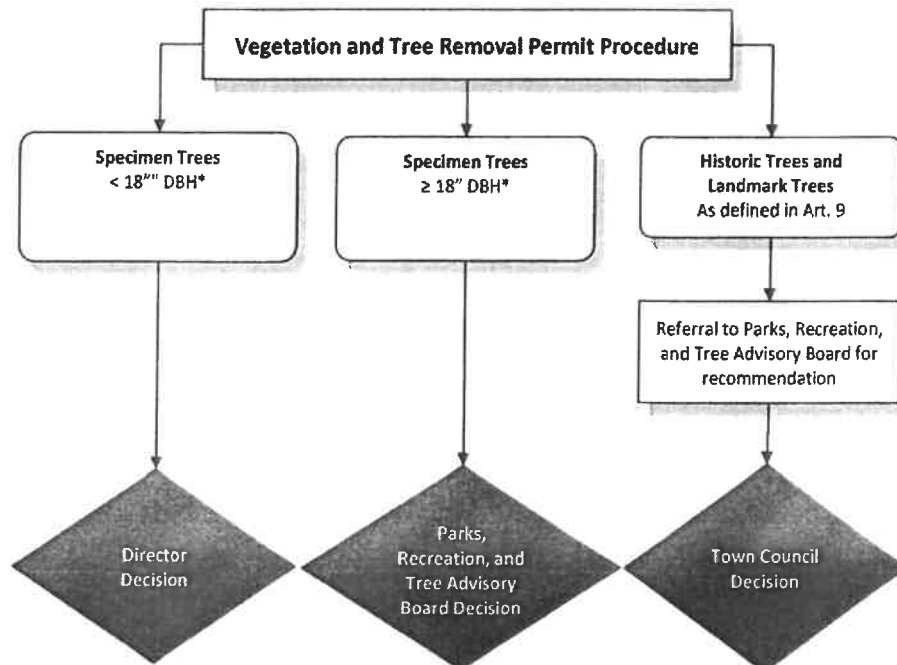 Vegetation and Tree Removal Permit Procedure
Specimen Trees
< 18"" DBH*
Specimen Trees
≥ 18" DBH*
Historic Trees and
Landmark Trees
As defined in Art. 9
Referral to Parks, Recreation,
and Tree Advisory Board for
recommendation
Director
Decision
Parks,
Recreation, and
Tree Advisory
Board Decision
Town Council
Decision